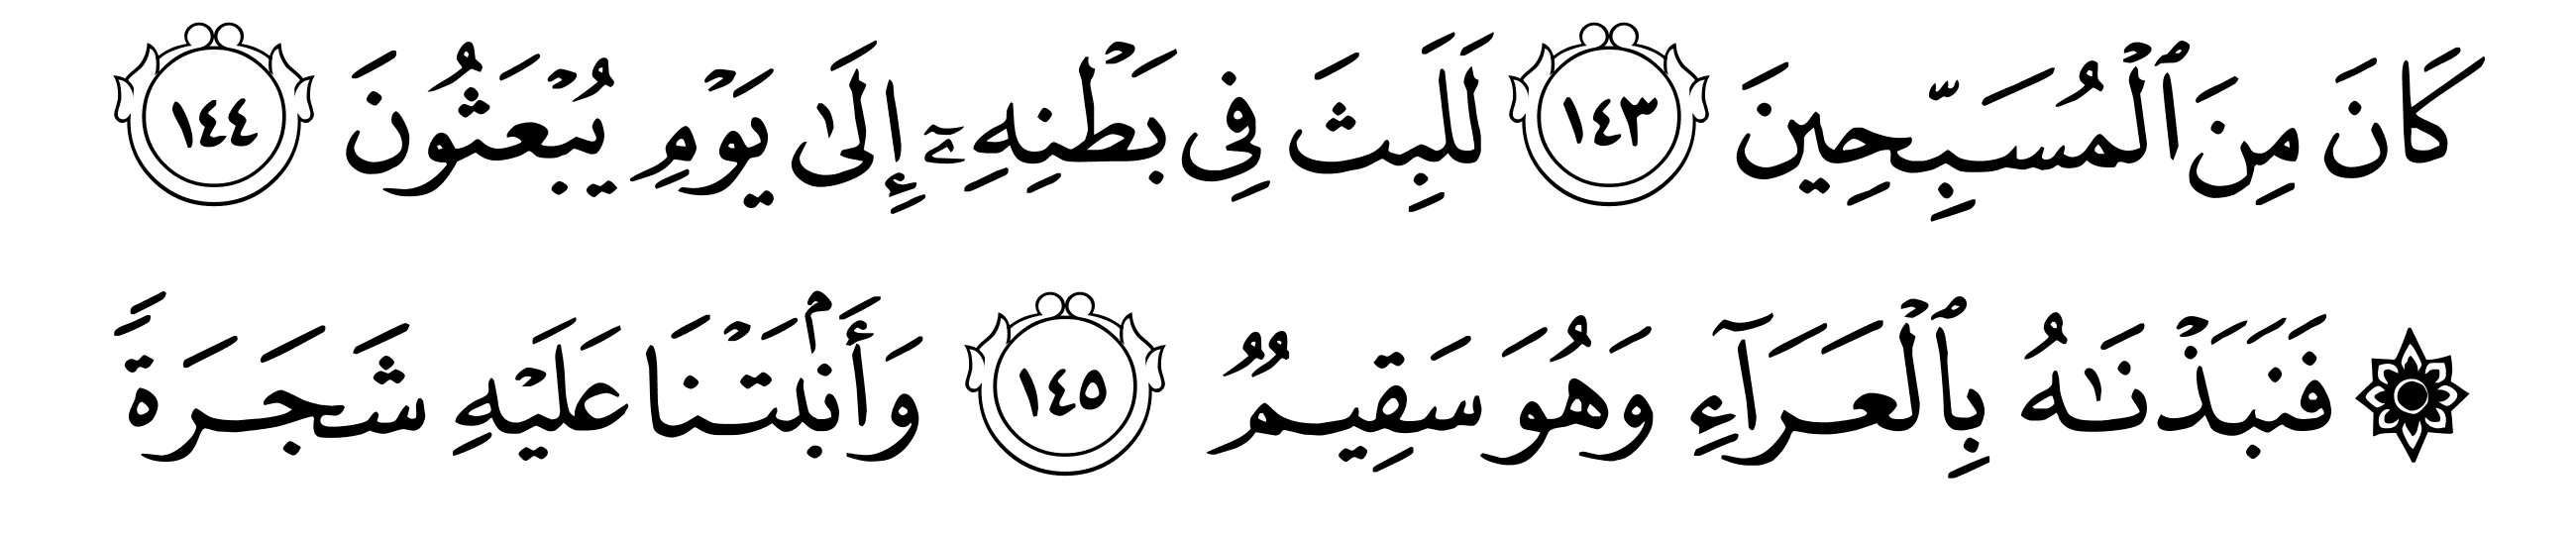 كَانَ مِنَ ٱلْمُسَبِّحِينَ ١٤٣ لَلَبِثَ فِى بَطْنِهِۦٓ إِلَىٰ يَوْمِ يُبْعَثُونَ ١٤٤
۞ فَنَبَذْنَـٰهُ بِٱلْعَرَآءِ وَهُوَ سَقِيمٌۭ ١٤٥ وَأَنۢبَتْنَا عَلَيْهِ شَجَرَةًۭ